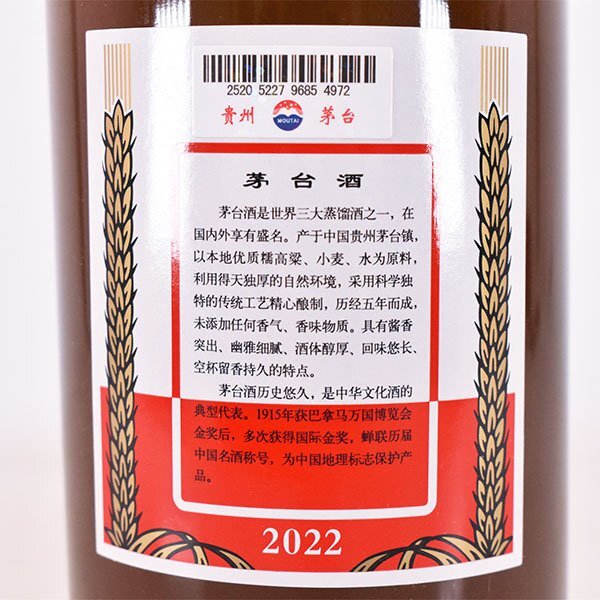 2520 5227 9685 4972
贵州 MOUTAI 茅台
茅台酒
茅台酒是世界三大蒸馏酒之一，在
国内外享有盛名。产于中国贵州茅台镇，
以本地优质糯高粱、小麦、水为原料，
利用得天独厚的自然环境，采用科学独
特的传统工艺精心酿制，历经五年而成，
未添加任何香气、香味物质。具有酱香
突出、幽雅细腻、酒体醇厚、回味悠长、
空杯留香持久的特点。
茅台酒历史悠久，是中华文化酒的
典型代表。1915年获巴拿马万国博览会
金奖后，多次获得国际金奖，蝉联历届
中国名酒称号，为中国地理标志保护产
品。
2022